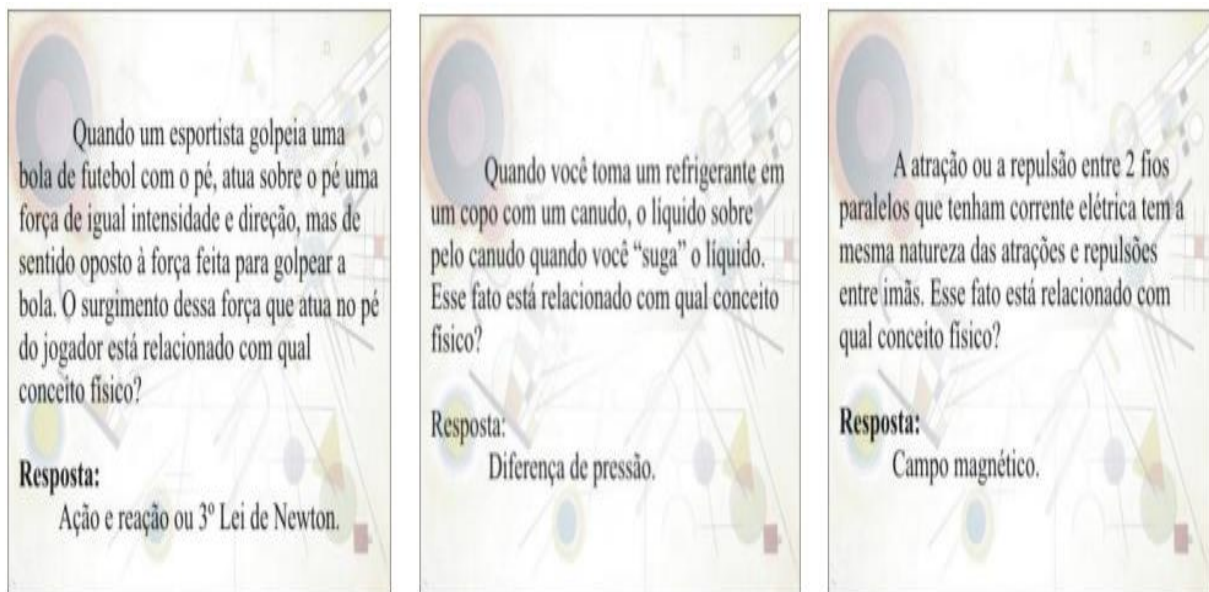 Quando um esportista golpeia uma
bola de futebol com o pé, atua sobre o pé uma
força de igual intensidade e direção, mas de
sentido oposto à força feita para golpear a
bola. O surgimento dessa força que atua no pé
do jogador está relacionado com qual
conceito físico?
Resposta:
Ação e reação ou 3º Lei de Newton.
Quando você toma um refrigerante em
um copo com um canudo, o líquido sobre
pelo canudo quando você “suga” o líquido.
Esse fato está relacionado com qual conceito
físico?
Resposta:
Diferença de pressão.
A atração ou a repulsão entre 2 fios
paralelos que tenham corrente elétrica tem a
mesma natureza das atrações e repulsões
entre imãs. Esse fato está relacionado com
qual conceito físico?
Resposta:
Campo magnético.